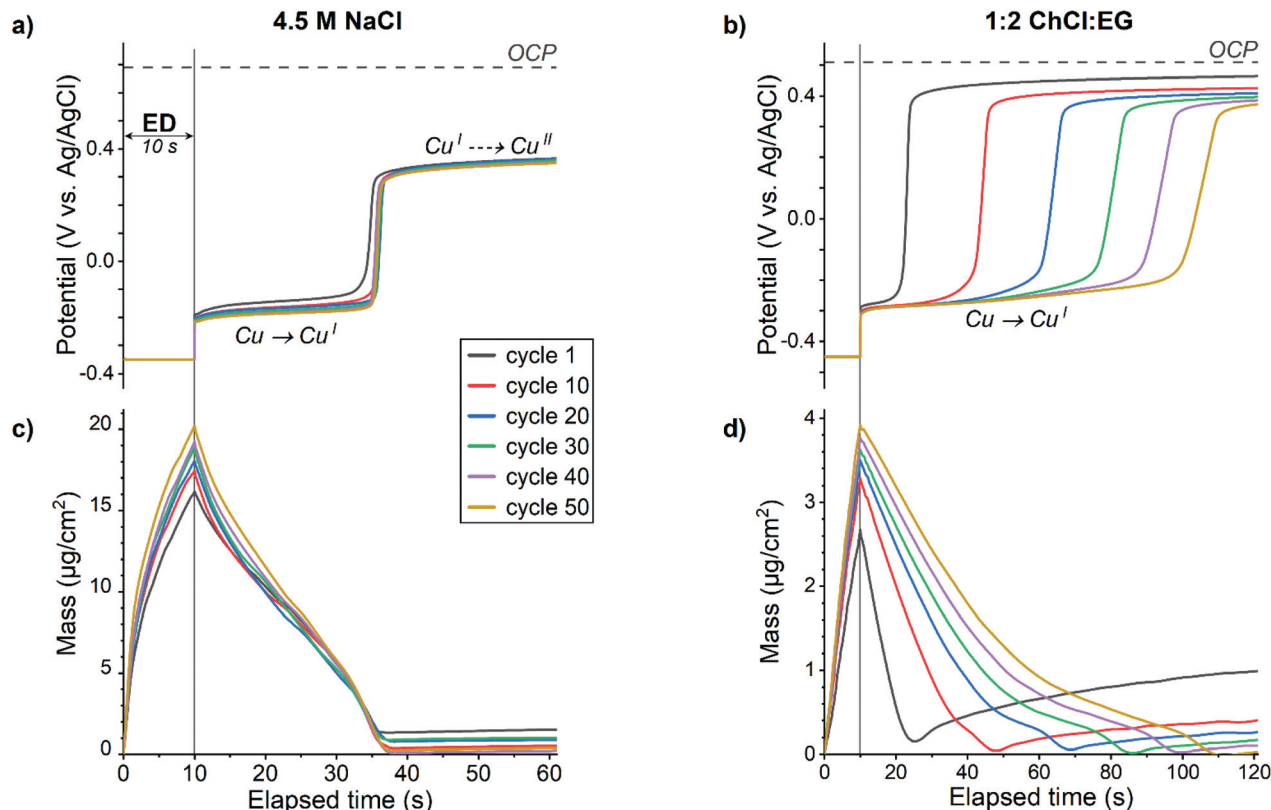 4.5 M NaCl
1:2 ChCl:EG
a)
OCP
ED
10 s
Cu^I ---→ Cu^II
Cu → Cu^I
Potential (V vs. Ag/AgCl)
0.4
0.0
-0.4
b)
OCP
Cu → Cu^I
Potential (V vs. Ag/AgCl)
0.4
0.0
-0.4
cycle 1
cycle 10
cycle 20
cycle 30
cycle 40
cycle 50
c)
Mass (µg/cm²)
20
15
10
5
0
0 10 20 30 40 50 60
Elapsed time (s)
d)
Mass (µg/cm²)
4
3
2
1
0
0 20 40 60 80 100 120
Elapsed time (s)